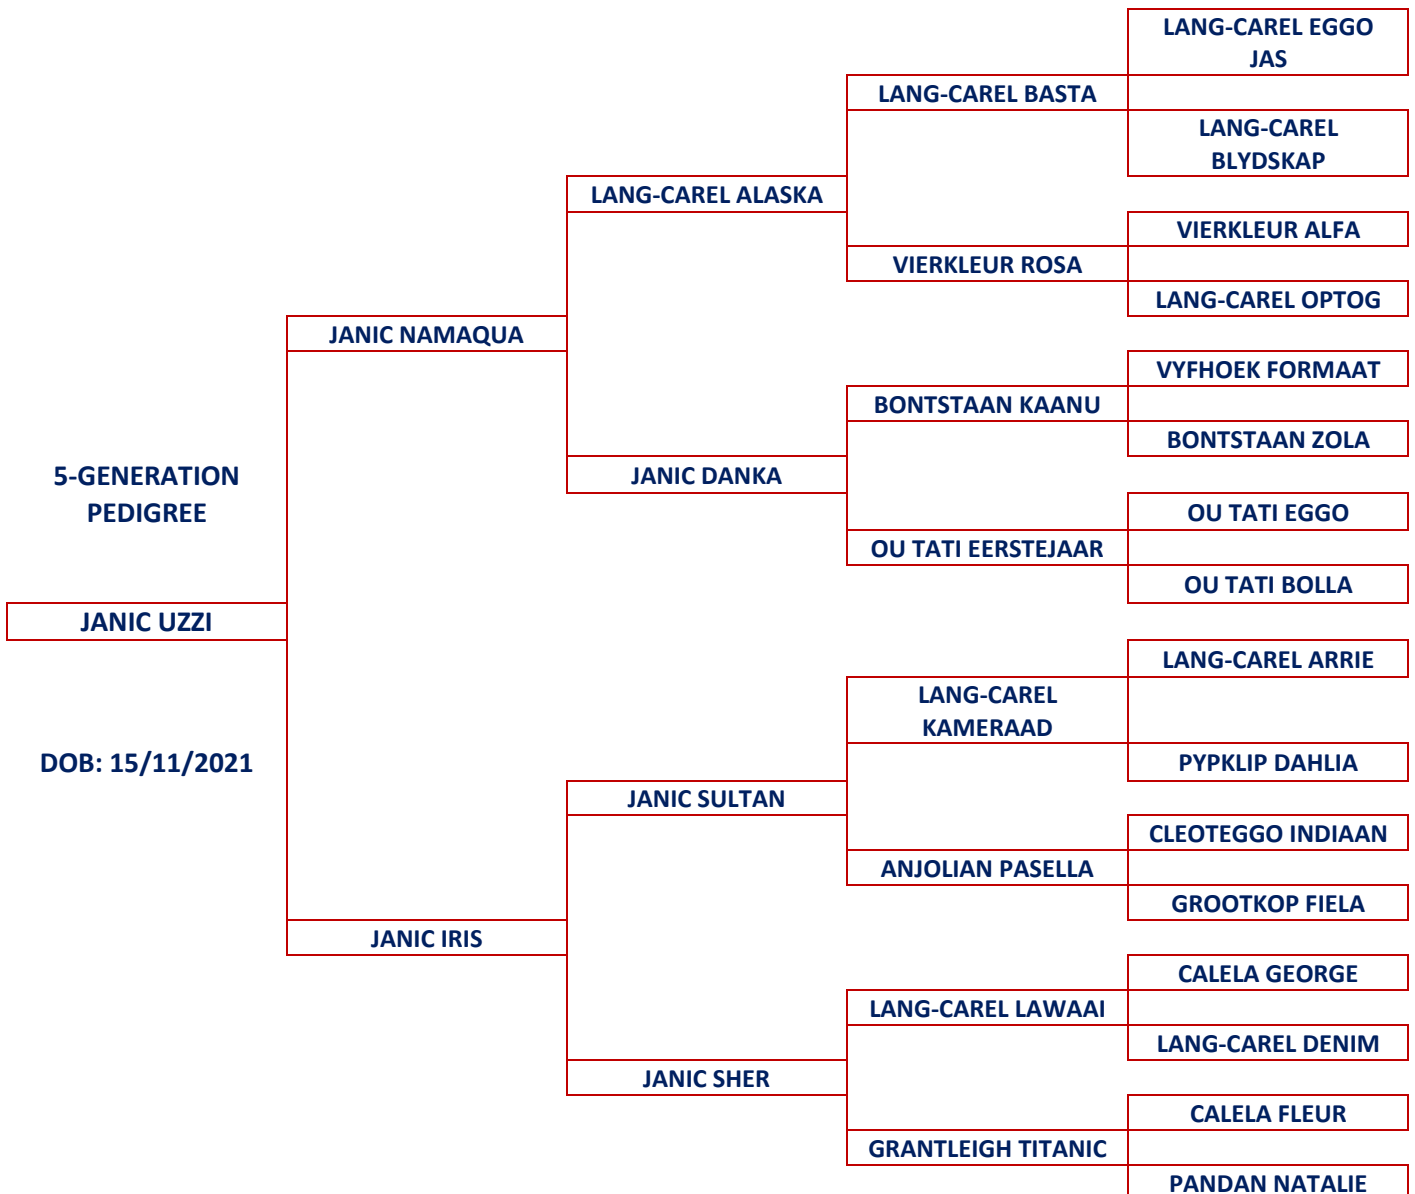 LANG-CAREL EGGO
JAS
LANG-CAREL BASTA
LANG-CAREL
BLYDSKAP
LANG-CAREL ALASKA
VIERKLEUR ALFA
VIERKLEUR ROSA
LANG-CAREL OPTOG
JANIC NAMAQUA
VYFHOEK FORMAAT
BONTSTAAN KAANU
BONTSTAAN ZOLA
5-GENERATION
PEDIGREE
JANIC DANKA
OU TATI EGGO
OU TATI EERSTEJAAR
OU TATI BOLLA
JANIC UZZI
LANG-CAREL ARRIE
LANG-CAREL
KAMERAAD
DOB: 15/11/2021
PYPKLIP DAHLIA
JANIC SULTAN
CLEOTEGGO INDIAAN
ANJOLIAN PASELLA
GROOTKOP FIELA
JANIC IRIS
CALELA GEORGE
LANG-CAREL LAWAAI
LANG-CAREL DENIM
JANIC SHER
CALELA FLEUR
GRANTLEIGH TITANIC
PANDAN NATALIE